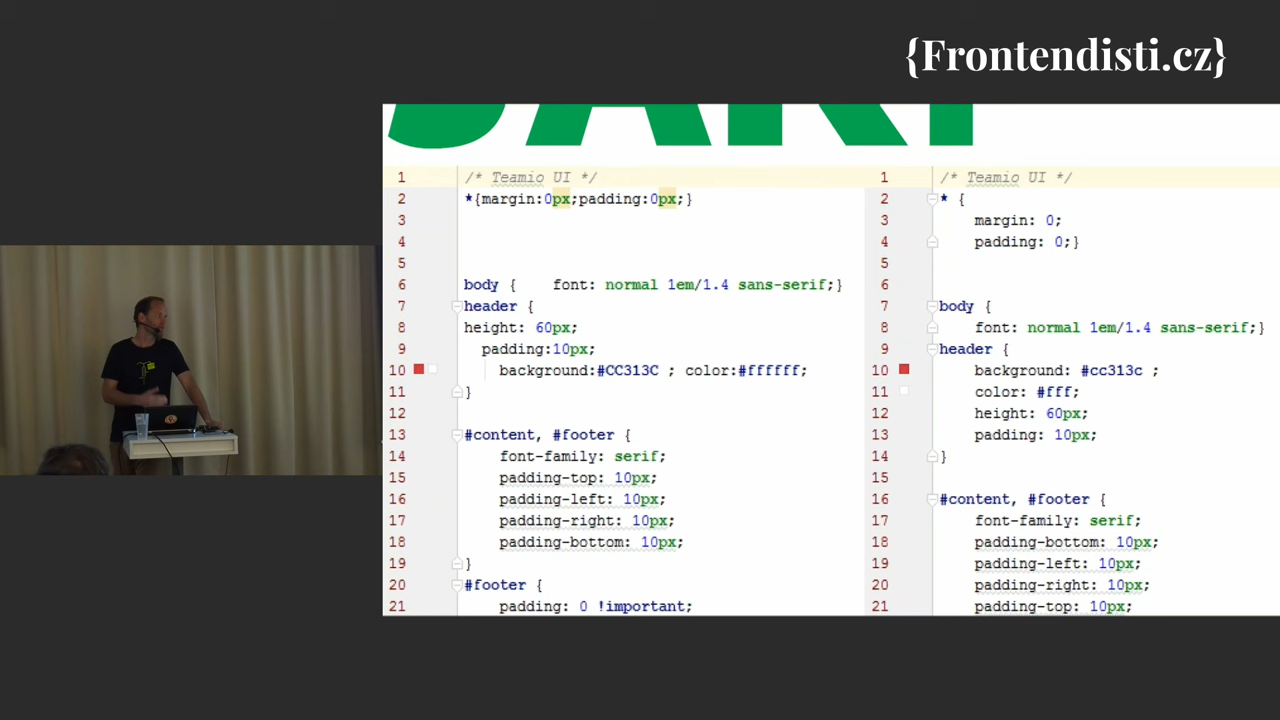 {Frontendisti.cz}
1 /* Teamio UI */
2 *{margin:0px;padding:0px;}
3
4
5
6 body {    font: normal 1em/1.4 sans-serif;}
7 header {
8 height: 60px;
9   padding:10px;
10     background:#CC313C ; color:#ffffff;
11 }
12
13 #content, #footer {
14     font-family: serif;
15     padding-top: 10px;
16     padding-left: 10px;
17     padding-right: 10px;
18     padding-bottom: 10px;
19 }
20 #footer {
21     padding: 0 !important;
1 /* Teamio UI */
2 * {
3     margin: 0;
4     padding: 0;}
5
6
7 body {
8     font: normal 1em/1.4 sans-serif;}
9 header {
10     background: #cc313c ;
11     color: #fff;
12     height: 60px;
13     padding: 10px;
14 }
15
16 #content, #footer {
17     font-family: serif;
18     padding-bottom: 10px;
19     padding-left: 10px;
20     padding-right: 10px;
21     padding-top: 10px;